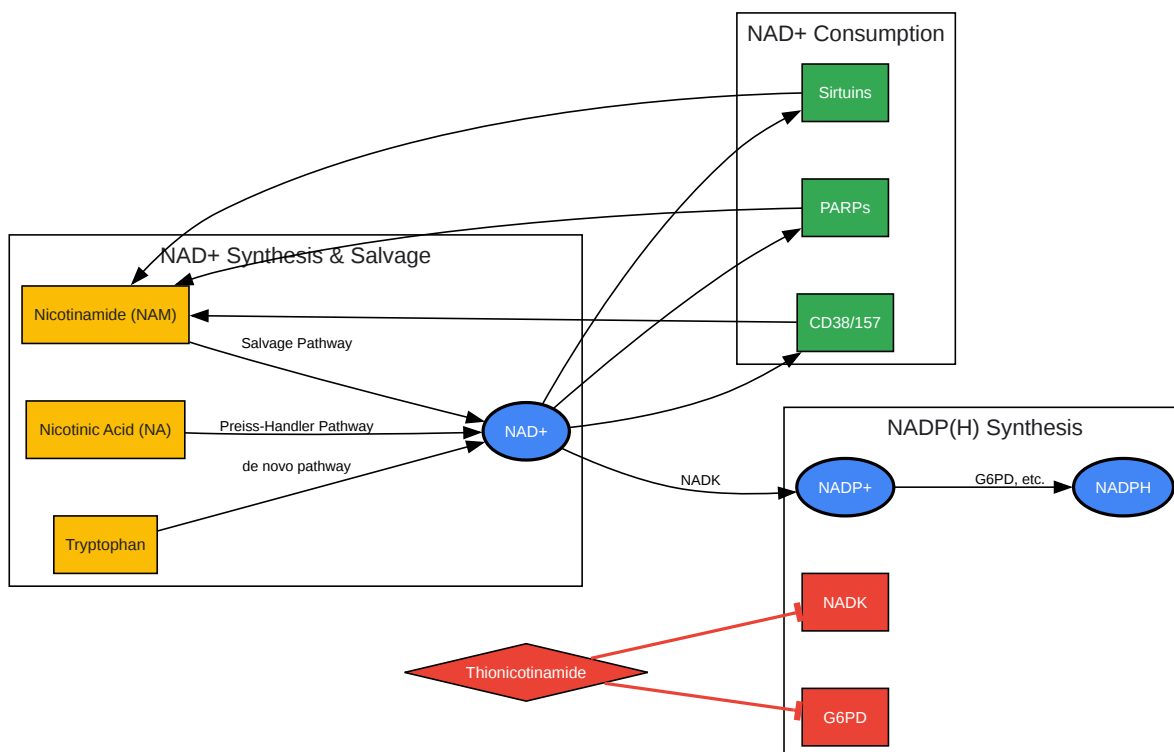 NAD+ Consumption
Sirtuins
PARPs
CD38/157
NAD+ Synthesis & Salvage
Nicotinamide (NAM)
Salvage Pathway
Nicotinic Acid (NA)
Preiss-Handler Pathway
NAD+
de novo pathway
Tryptophan
NADK
NADP(H) Synthesis
NADP+
G6PD, etc.
NADPH
NADK
Thionicotinamide
G6PD